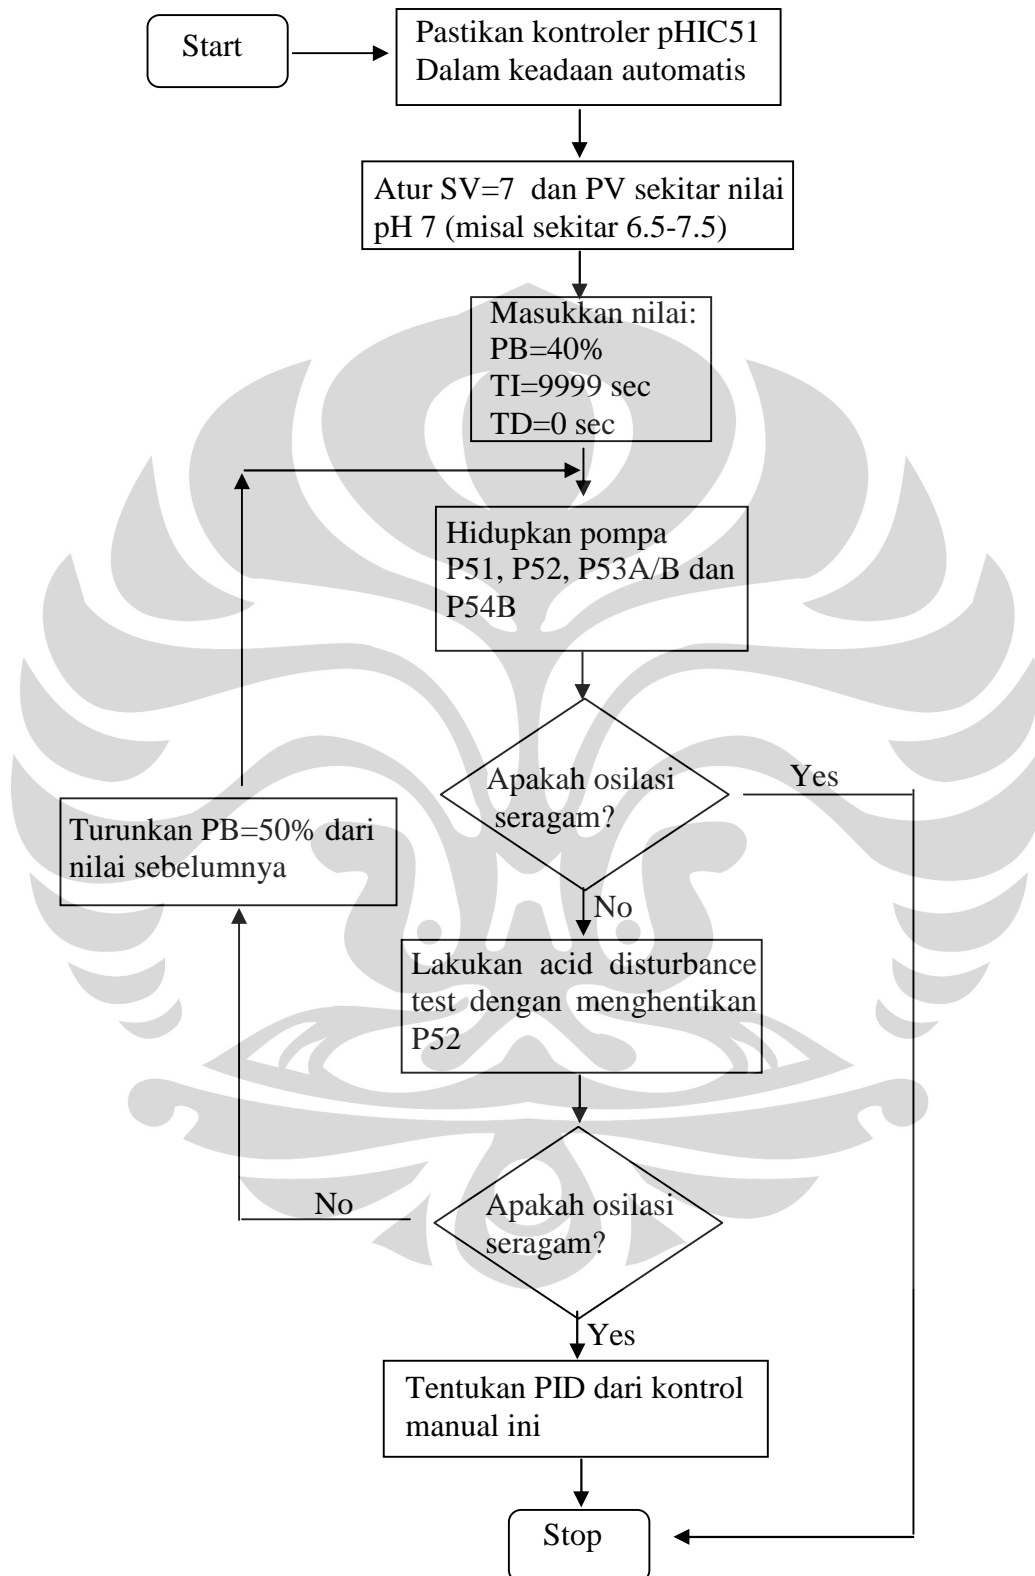 Start
Pastikan kontroler pHIC51
Dalam keadaan automatis
Atur SV=7 dan PV sekitar nilai
pH 7 (misal sekitar 6.5-7.5)
Masukkan nilai:
PB=40%
TI=9999 sec
TD=0 sec
Hidupkan pompa
P51, P52, P53A/B dan
P54B
Apakah osilasi
seragam?
Yes
Turunkan PB=50% dari
nilai sebelumnya
No
Lakukan acid disturbance
test dengan menghentikan
P52
Apakah osilasi
seragam?
No
Yes
Tentukan PID dari kontrol
manual ini
Stop